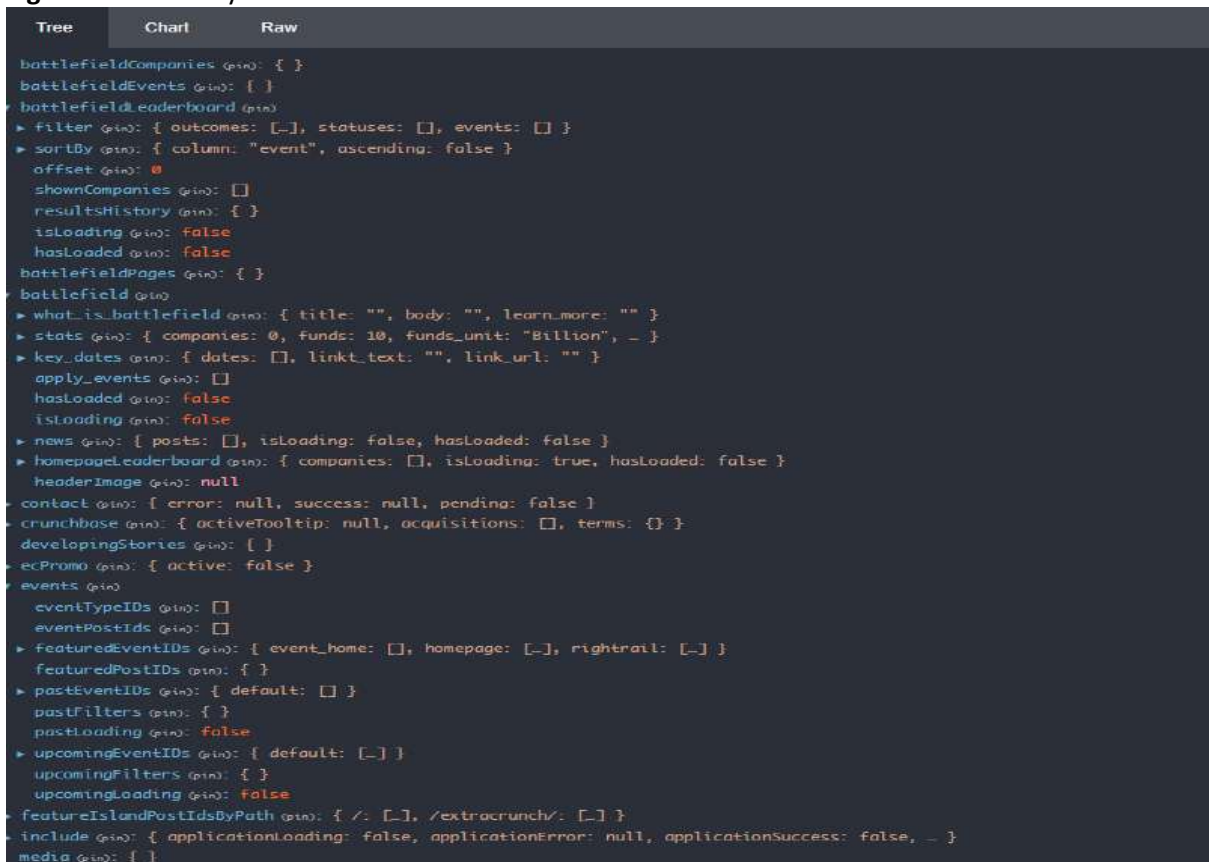 Tree Chart Raw
battlefieldCompanies (pin): { }
battlefieldEvents (pin): { }
battlefieldLeaderboard (pin)
▶ filter (pin): { outcomes: […], statuses: [], events: [] }
▶ sortBy (pin): { column: "event", ascending: false }
offset (pin): 0
shownCompanies (pin): []
resultsHistory (pin): { }
isLoading (pin): false
hasLoaded (pin): false
battlefieldPages (pin): { }
battlefield (pin)
▶ what_is_battlefield (pin): { title: "", body: "", learn_more: "" }
▶ stats (pin): { companies: 0, funds: 10, funds_unit: "Billion", … }
▶ key_dates (pin): { dates: [], linkt_text: "", link_url: "" }
apply_events (pin): []
hasLoaded (pin): false
isLoading (pin): false
▶ news (pin): { posts: [], isLoading: false, hasLoaded: false }
▶ homepageLeaderboard (pin): { companies: [], isLoading: true, hasLoaded: false }
headerImage (pin): null
contact (pin): { error: null, success: null, pending: false }
crunchbase (pin): { activeTooltip: null, acquisitions: [], terms: {} }
developingStories (pin): { }
ecPromo (pin): { active: false }
events (pin)
eventTypeIDs (pin): []
eventPostIds (pin): []
▶ featuredEventIDs (pin): { event_home: [], homepage: […], rightrail: […] }
featuredPostIDs (pin): { }
▶ pastEventIDs (pin): { default: [] }
pastFilters (pin): { }
pastLoading (pin): false
▶ upcomingEventIDs (pin): { default: […] }
upcomingFilters (pin): { }
upcomingLoading (pin): false
featureIslandPostIdsByPath (pin): { /: […], /extracrunch/: […] }
include (pin): { applicationLoading: false, applicationError: null, applicationSuccess: false, … }
media (pin): { }